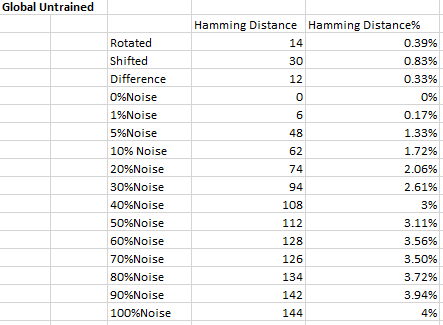 Global Untrained
Hamming Distance Hamming Distance%
Rotated 14 0.39%
Shifted 30 0.83%
Difference 12 0.33%
0%Noise 0 0%
1%Noise 6 0.17%
5%Noise 48 1.33%
10% Noise 62 1.72%
20%Noise 74 2.06%
30%Noise 94 2.61%
40%Noise 108 3%
50%Noise 112 3.11%
60%Noise 128 3.56%
70%Noise 126 3.50%
80%Noise 134 3.72%
90%Noise 142 3.94%
100%Noise 144 4%